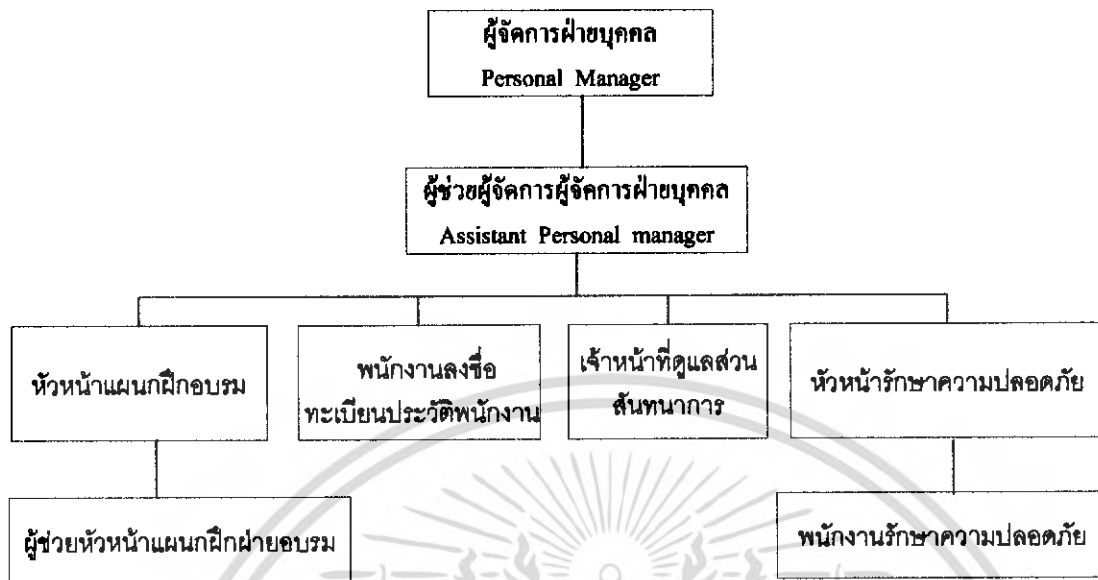 ผู้จัดการฝ่ายบุคคล
Personal Manager
ผู้ช่วยผู้จัดการผู้จัดการฝ่ายบุคคล
Assistant Personal manager
หัวหน้าแผนกฝึกอบรม
พนักงานลงชื่อ
ทะเบียนประวัติพนักงาน
เจ้าหน้าที่ดูแลส่วน
สันทนาการ
หัวหน้ารักษาความปลอดภัย
ผู้ช่วยหัวหน้าแผนกฝึกฝ่ายอบรม
พนักงานรักษาความปลอดภัย